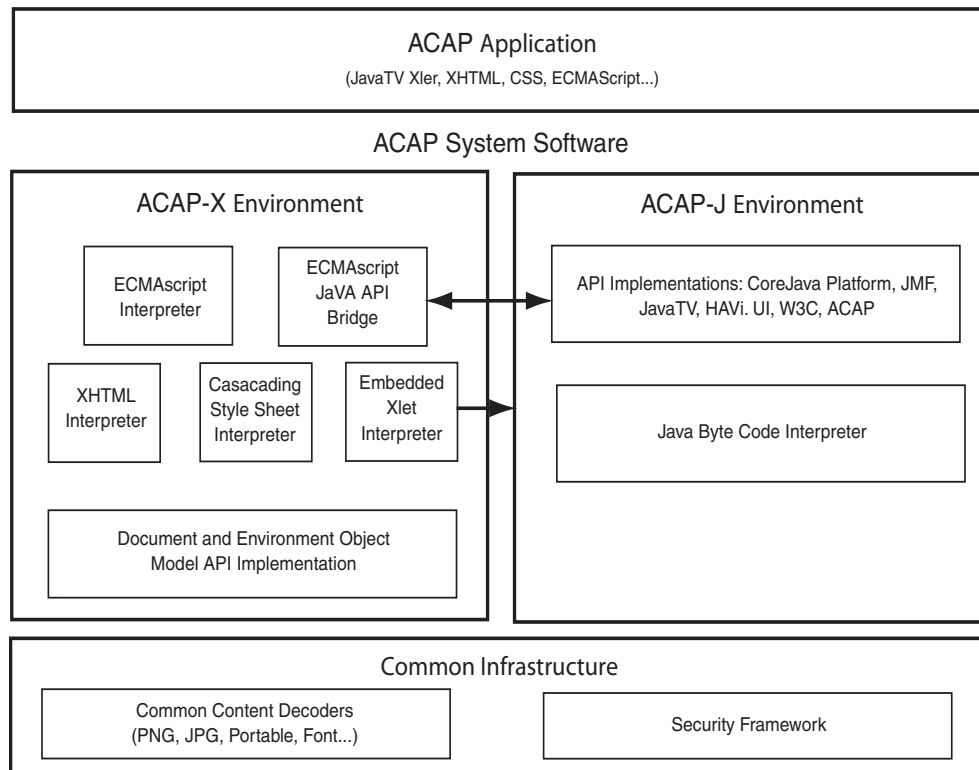 ACAP Application
(JavaTV Xler, XHTML, CSS, ECMAScript...)
ACAP System Software
ACAP-X Environment
ECMAscript
Interpreter
ECMAscript
JaVA API
Bridge
XHTML
Interpreter
Casacading
Style Sheet
Interpreter
Embedded
Xlet
Interpreter
Document and Environment Object
Model API Implementation
ACAP-J Environment
API Implementations: CoreJava Platform, JMF,
JavaTV, HAVi. UI, W3C, ACAP
Java Byte Code Interpreter
Common Infrastructure
Common Content Decoders
(PNG, JPG, Portable, Font...)
Security Framework